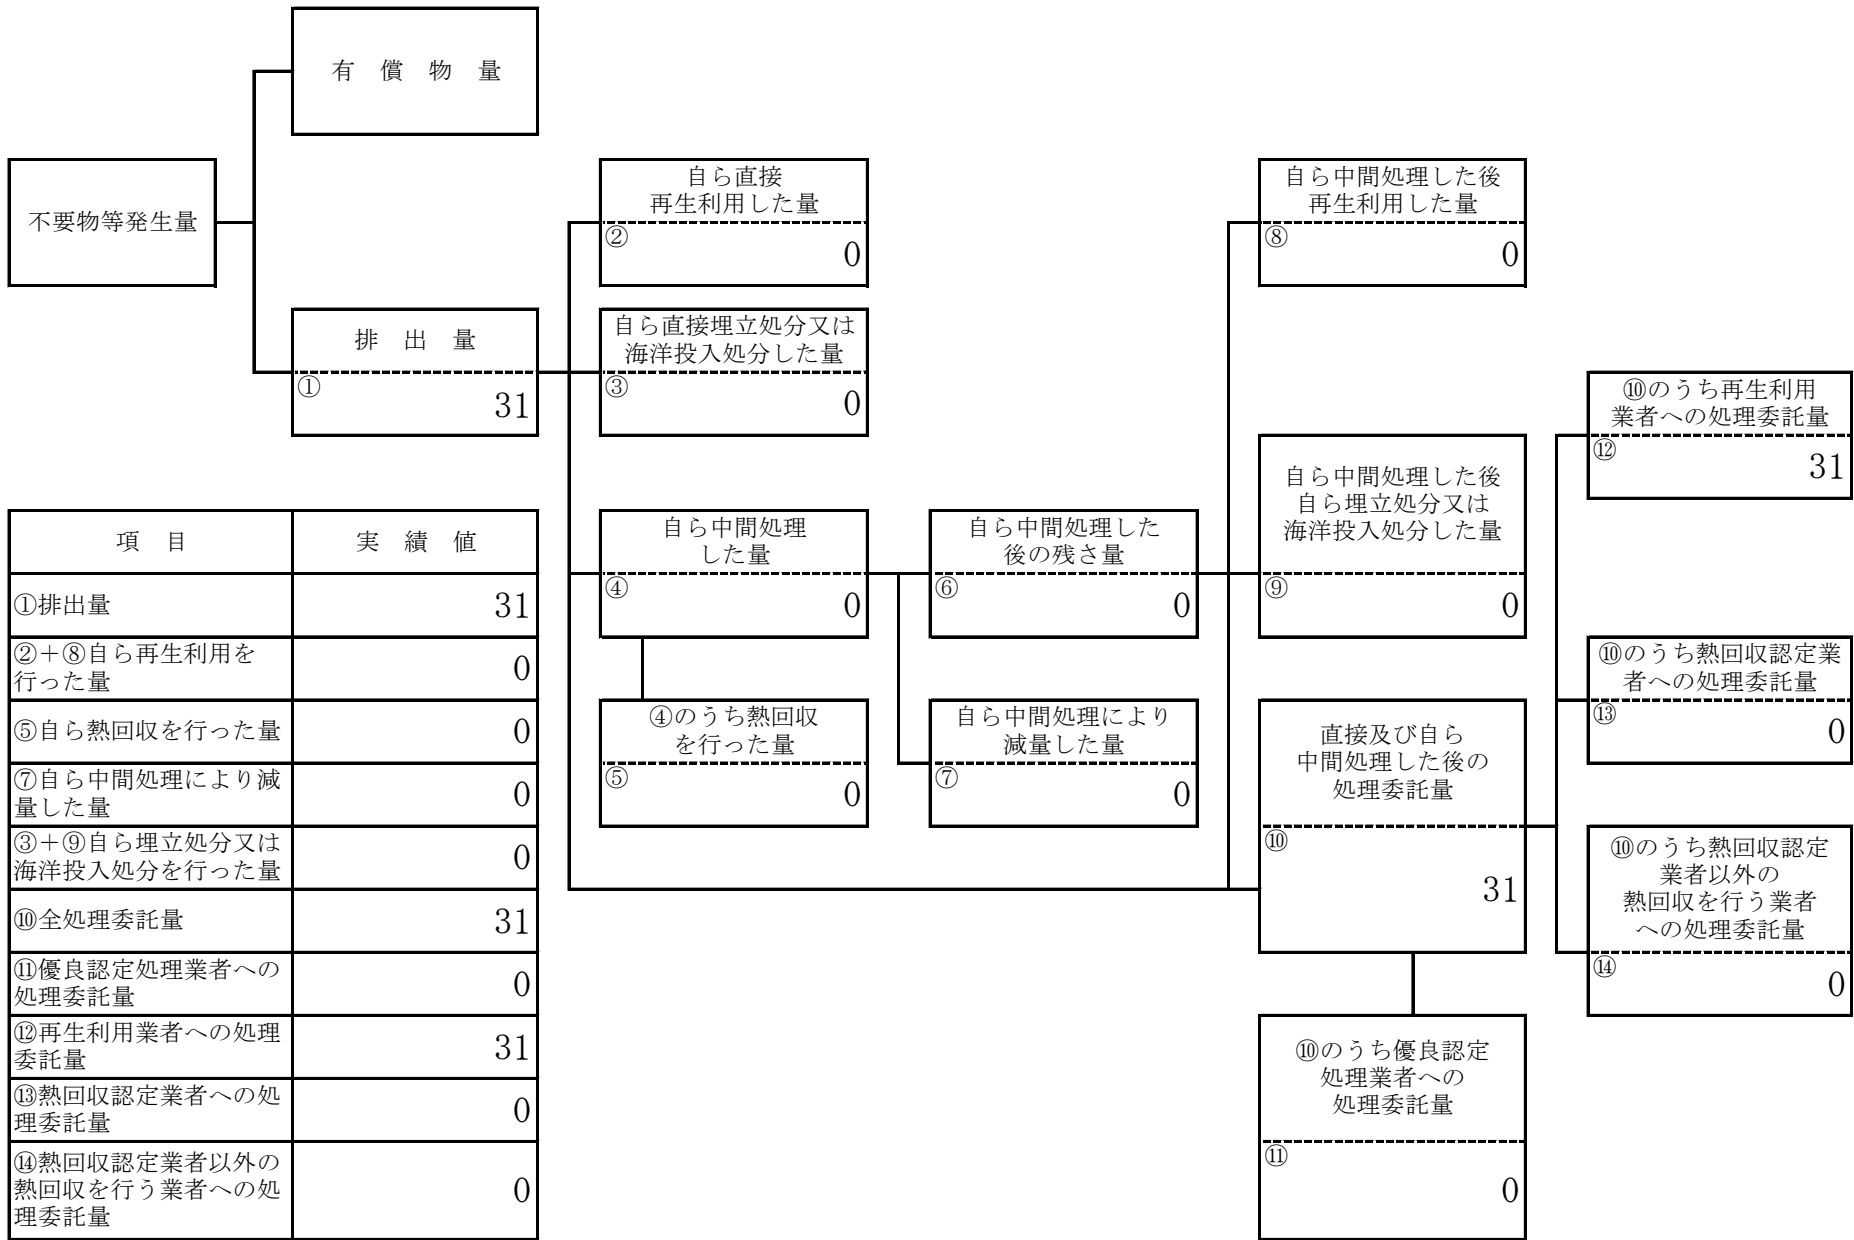 有 償 物 量
不要物等発生量
排 出 量
①
31
自ら直接
再生利用した量
②
0
自ら直接埋立処分又は
海洋投入処分した量
③
0
自ら中間処理
した量
④
0
④のうち熱回収
を行った量
⑤
0
自ら中間処理した
後の残さ量
⑥
0
自ら中間処理により
減量した量
⑦
0
自ら中間処理した後
再生利用した量
⑧
0
自ら中間処理した後
自ら埋立処分又は
海洋投入処分した量
⑨
0
直接及び自ら
中間処理した後の
処理委託量
⑩
31
⑩のうち優良認定
処理業者への
処理委託量
⑪
0
⑩のうち再生利用
業者への処理委託量
⑫
31
⑩のうち熱回収認定業
者への処理委託量
⑬
0
⑩のうち熱回収認定
業者以外の
熱回収を行う業者
への処理委託量
⑭
0
項 目 実 績 値
①排出量 31
②+⑧自ら再生利用を
行った量 0
⑤自ら熱回収を行った量 0
⑦自ら中間処理により減
量した量 0
③+⑨自ら埋立処分又は
海洋投入処分を行った量 0
⑩全処理委託量 31
⑪優良認定処理業者への
処理委託量 0
⑫再生利用業者への処理
委託量 31
⑬熱回収認定業者への処
理委託量 0
⑭熱回収認定業者以外の
熱回収を行う業者への処
理委託量 0